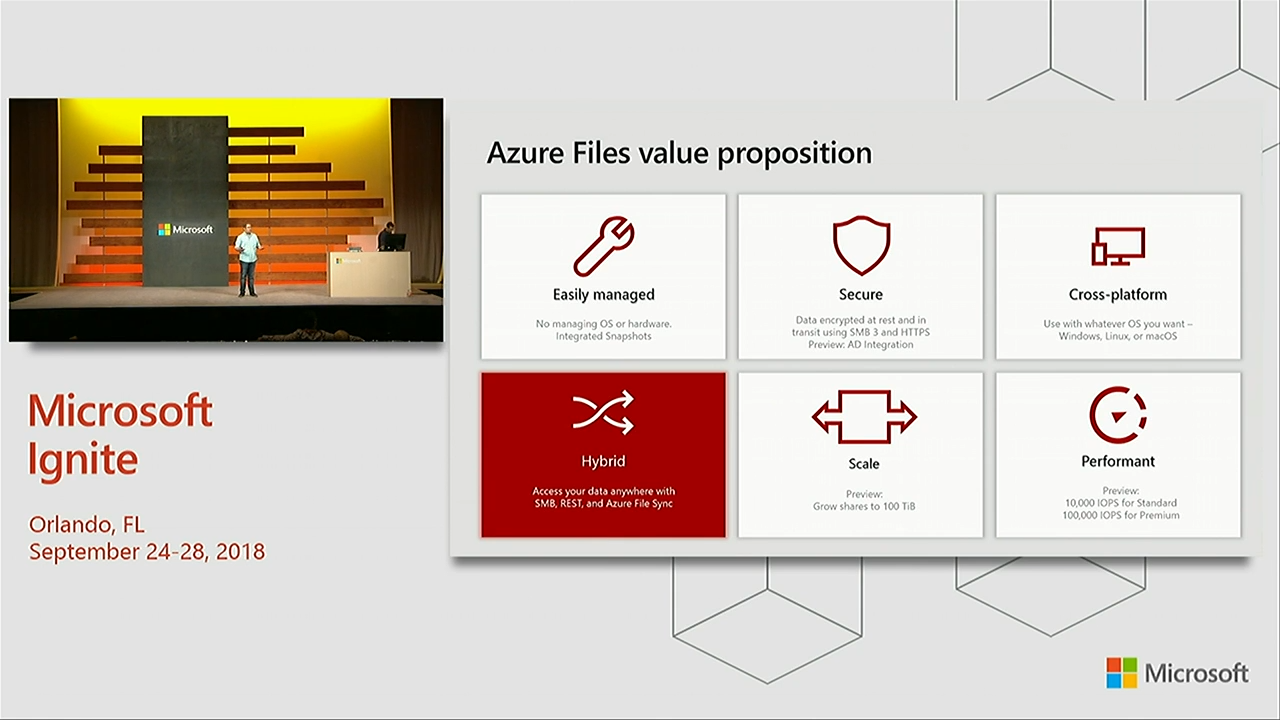 Microsoft
Microsoft
Ignite
Orlando, FL
September 24-28, 2018
Azure Files value proposition
Easily managed
No managing OS or hardware.
Integrated Snapshots
Secure
Data encrypted at rest and in
transit using SMB 3 and HTTPS
Preview: AD Integration
Cross-platform
Use with whatever OS you want –
Windows, Linux, or macOS
Hybrid
Access your data anywhere with
SMB, REST, and Azure File Sync
Scale
Preview:
Grow shares to 100 TiB
Performant
Preview:
10,000 IOPS for Standard
100,000 IOPS for Premium
Microsoft